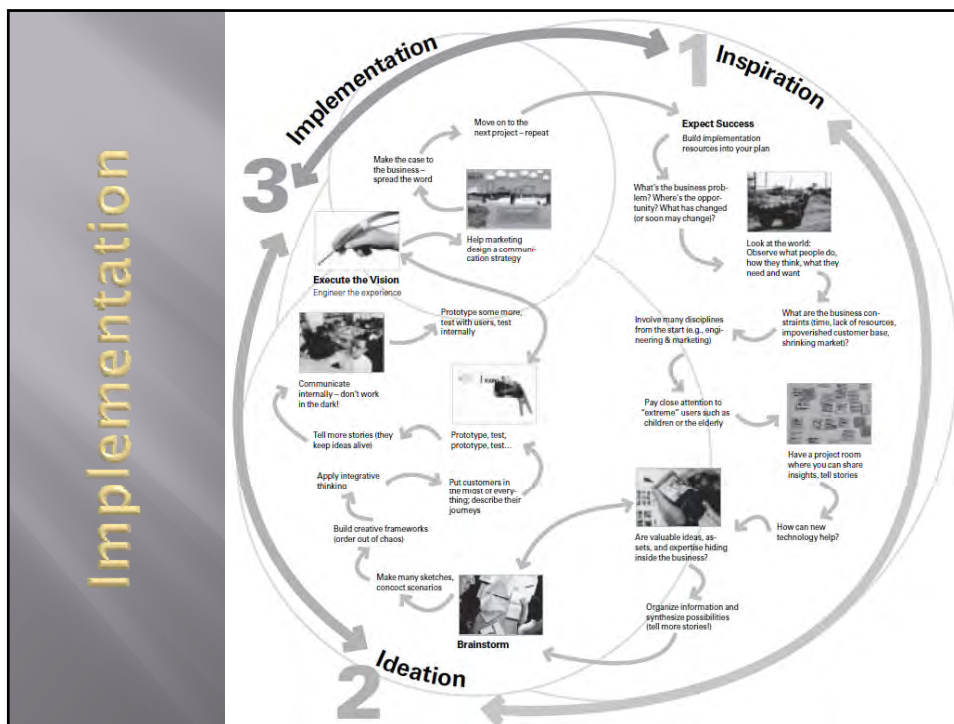 Implementation
1
Inspiration
Expect Success
Build implementation
resources into your plan
What's the business prob-
lem? Where's the oppor-
tunity? What has changed
(or soon may change)?
Look at the world:
Observe what people do,
how they think, what they
need and want
What are the business con-
straints (time, lack of resources,
impoverished customer base,
shrinking market)?
Involve many disciplines
from the start (e.g., engi-
neering & marketing)
Pay close attention to
"extreme" users such as
children or the elderly
Have a project room
where you can share
insights, tell stories
How can new
technology help?
Are valuable ideas, as-
sets, and expertise hiding
inside the business?
Organize information and
synthesize possibilities
(tell more stories!)
2
Ideation
Brainstorm
Make many sketches,
concoct scenarios
Build creative frameworks
(order out of chaos)
Apply integrative
thinking
Put customers in
the midst of every-
thing; describe their
journeys
Prototype, test,
prototype, test...
Tell more stories (they
keep ideas alive)
Communicate
internally – don't work
in the dark!
Prototype some more,
test with users, test
internally
3
Implementation
Execute the Vision
Engineer the experience
Help marketing
design a communi-
cation strategy
Make the case to
the business –
spread the word
Move on to the
next project – repeat